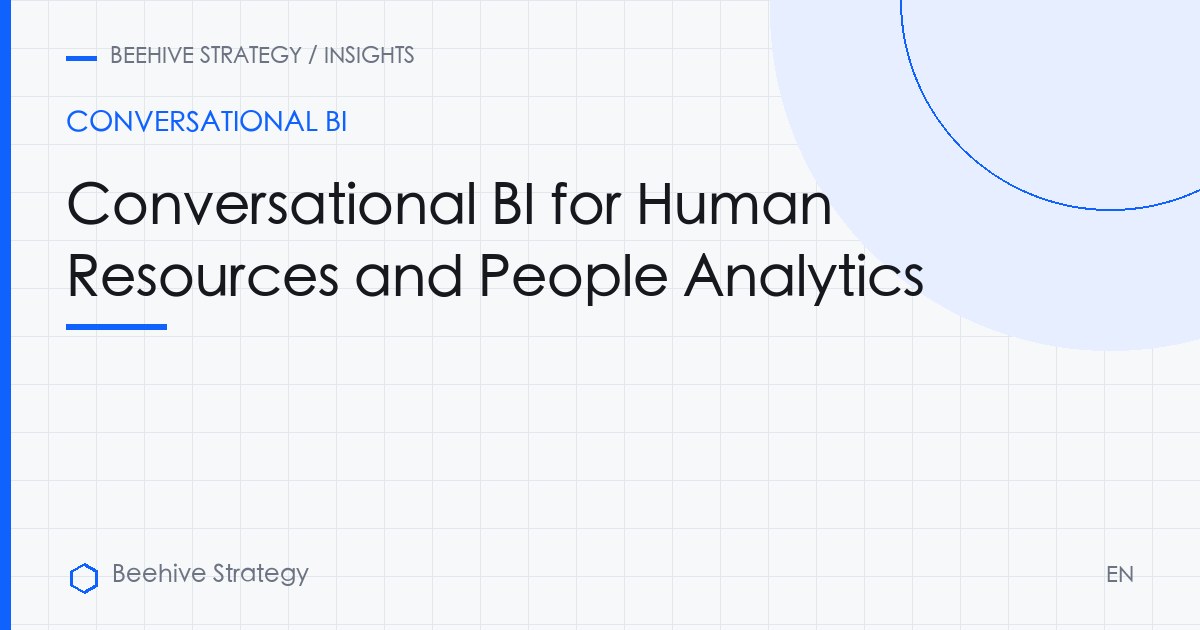 BEEHIVE STRATEGY / INSIGHTS
CONVERSATIONAL BI
Conversational BI for Human
Resources and People Analytics
Beehive Strategy
EN